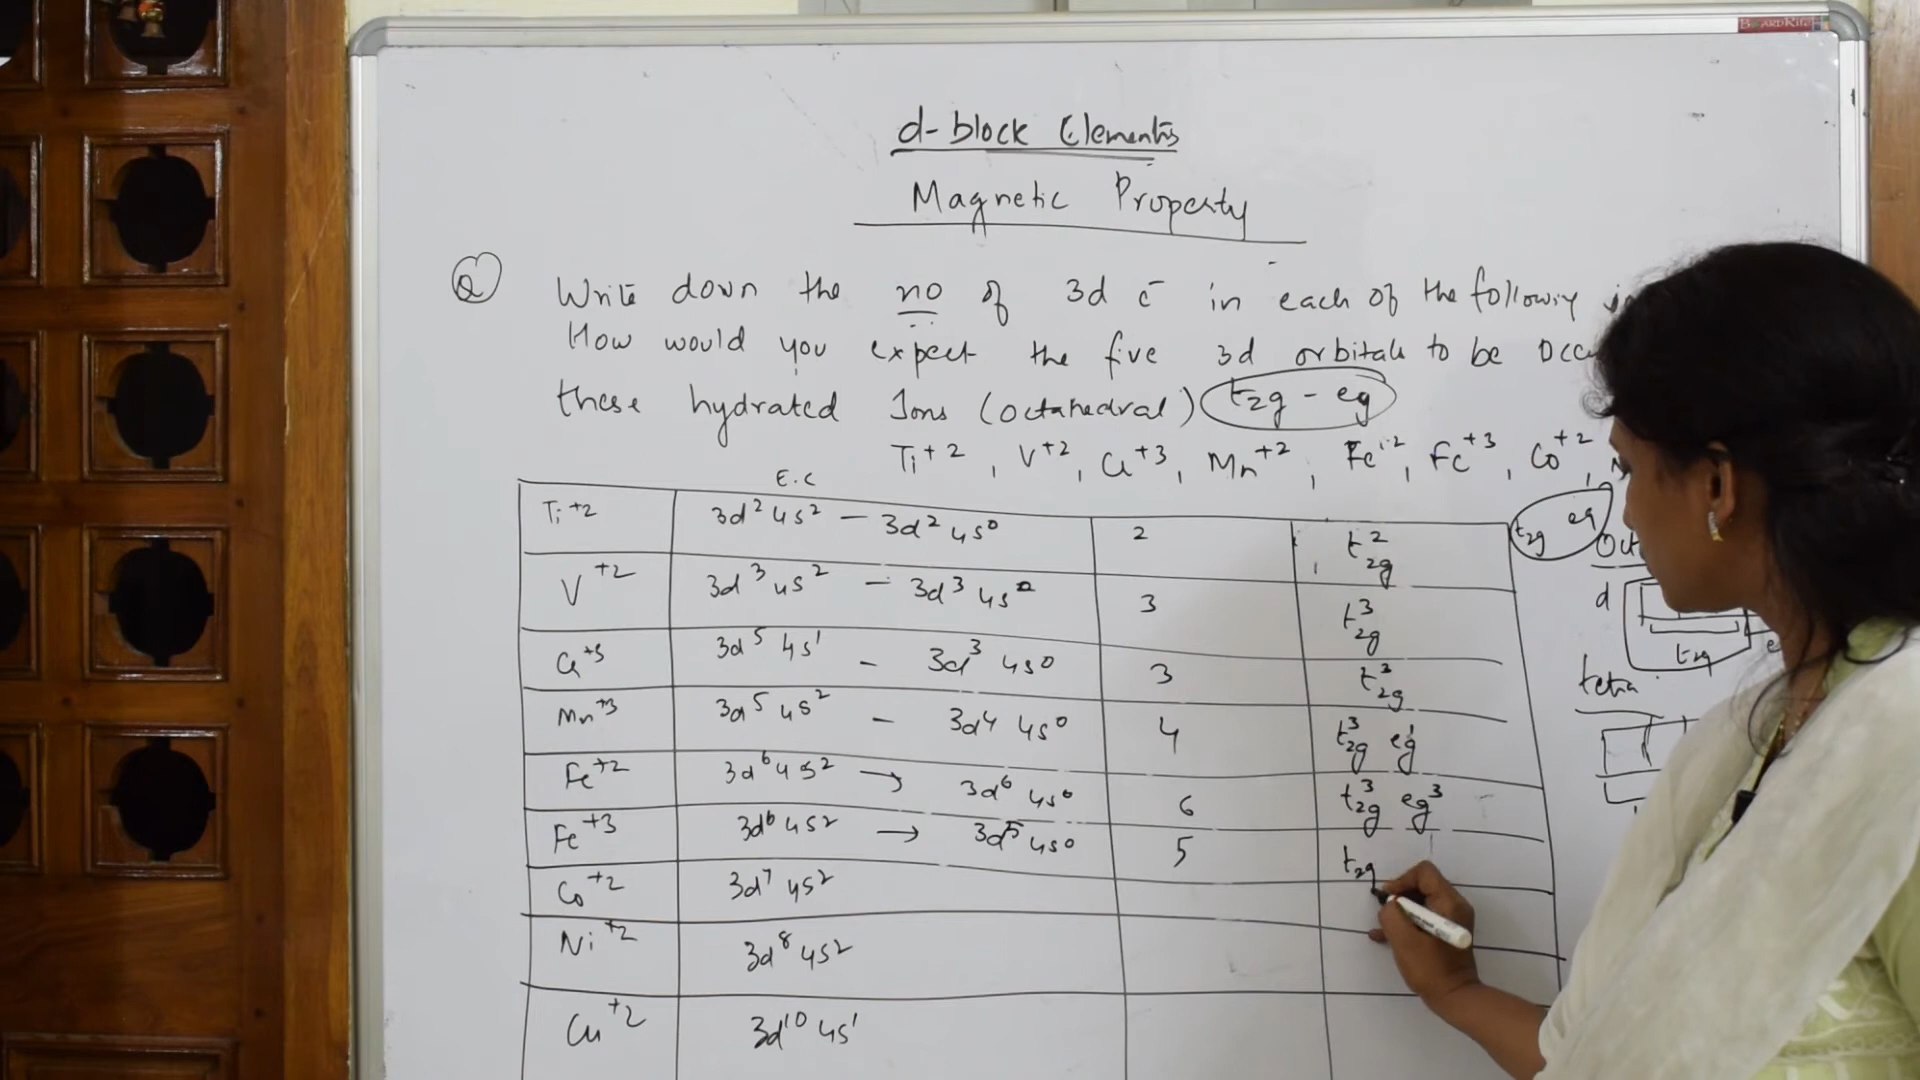 BOARDRITE
d-block Elements
Magnetic Property
Q Write down the no of 3d e⁻ in each of the following
How would you expect the five 3d orbitals to be Occ
these hydrated Ions (octahedral) t₂g - eg
Ti⁺², V⁺², Cr⁺³, Mn⁺², Fe⁺², Fe⁺³, Co⁺²,
E.C
Ti⁺² 3d² 4s² – 3d² 4s⁰ 2 t₂g²
V⁺² 3d³ 4s² – 3d³ 4s⁰ 3 t₂g³
Cr⁺³ 3d⁵ 4s¹ – 3d³ 4s⁰ 3 t₂g³
Mn⁺³ 3d⁵ 4s² – 3d⁴ 4s⁰ 4 t₂g³ eg¹
Fe⁺² 3d⁶ 4s² → 3d⁶ 4s⁰ 6 t₂g³ eg³
Fe⁺³ 3d⁶ 4s² → 3d⁵ 4s⁰ 5 t₂g
Co⁺² 3d⁷ 4s²
Ni⁺² 3d⁸ 4s²
Cu⁺² 3d¹⁰ 4s¹
t₂g eg
Oct
d
t₂g e
tetra